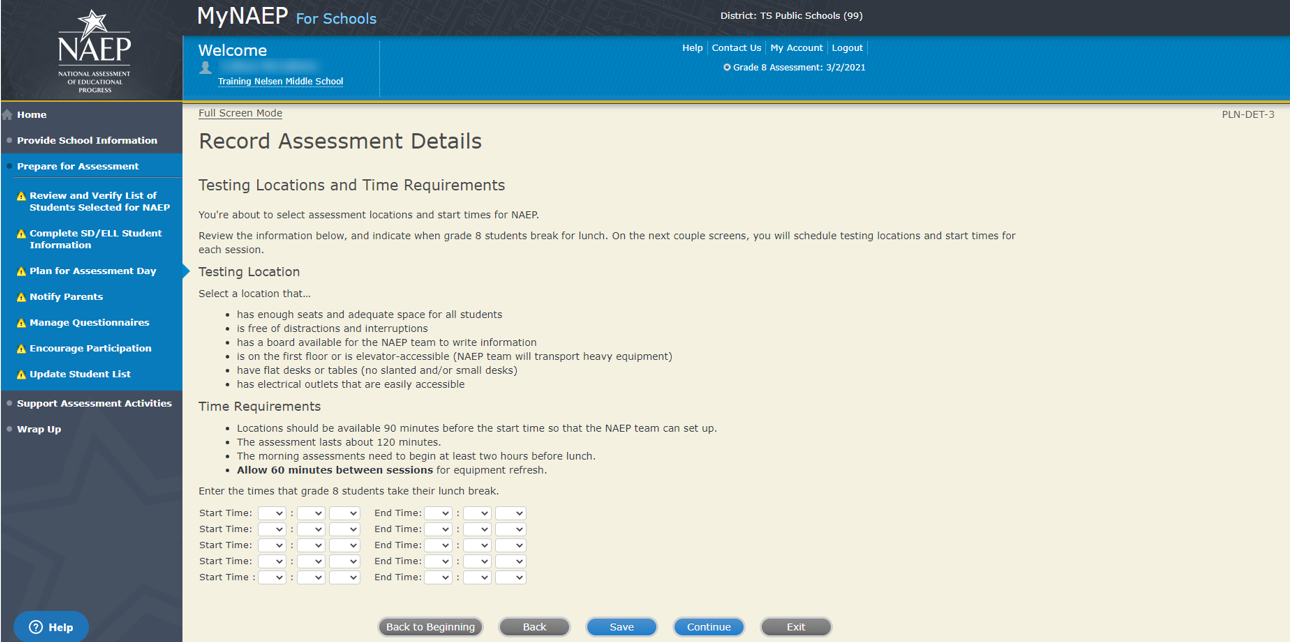 MyNAEP For Schools
District: TS Public Schools (99)
NAEP
NATIONAL ASSESSMENT
OF EDUCATIONAL
PROGRESS
Welcome
Training Nelsen Middle School
Help Contact Us My Account Logout
Grade 8 Assessment: 3/2/2021
Home
Provide School Information
Prepare for Assessment
Review and Verify List of
Students Selected for NAEP
Complete SD/ELL Student
Information
Plan for Assessment Day
Notify Parents
Manage Questionnaires
Encourage Participation
Update Student List
Support Assessment Activities
Wrap Up
Help
Full Screen Mode
PLN-DET-3
Record Assessment Details
Testing Locations and Time Requirements
You're about to select assessment locations and start times for NAEP.
Review the information below, and indicate when grade 8 students break for lunch. On the next couple screens, you will schedule testing locations and start times for
each session.
Testing Location
Select a location that...
• has enough seats and adequate space for all students
• is free of distractions and interruptions
• has a board available for the NAEP team to write information
• is on the first floor or is elevator-accessible (NAEP team will transport heavy equipment)
• have flat desks or tables (no slanted and/or small desks)
• has electrical outlets that are easily accessible
Time Requirements
• Locations should be available 90 minutes before the start time so that the NAEP team can set up.
• The assessment lasts about 120 minutes.
• The morning assessments need to begin at least two hours before lunch.
• Allow 60 minutes between sessions for equipment refresh.
Enter the times that grade 8 students take their lunch break.
Start Time: : End Time: :
Start Time: : End Time: :
Start Time: : End Time: :
Start Time: : End Time: :
Start Time : : End Time: :
Back to Beginning Back Save Continue Exit